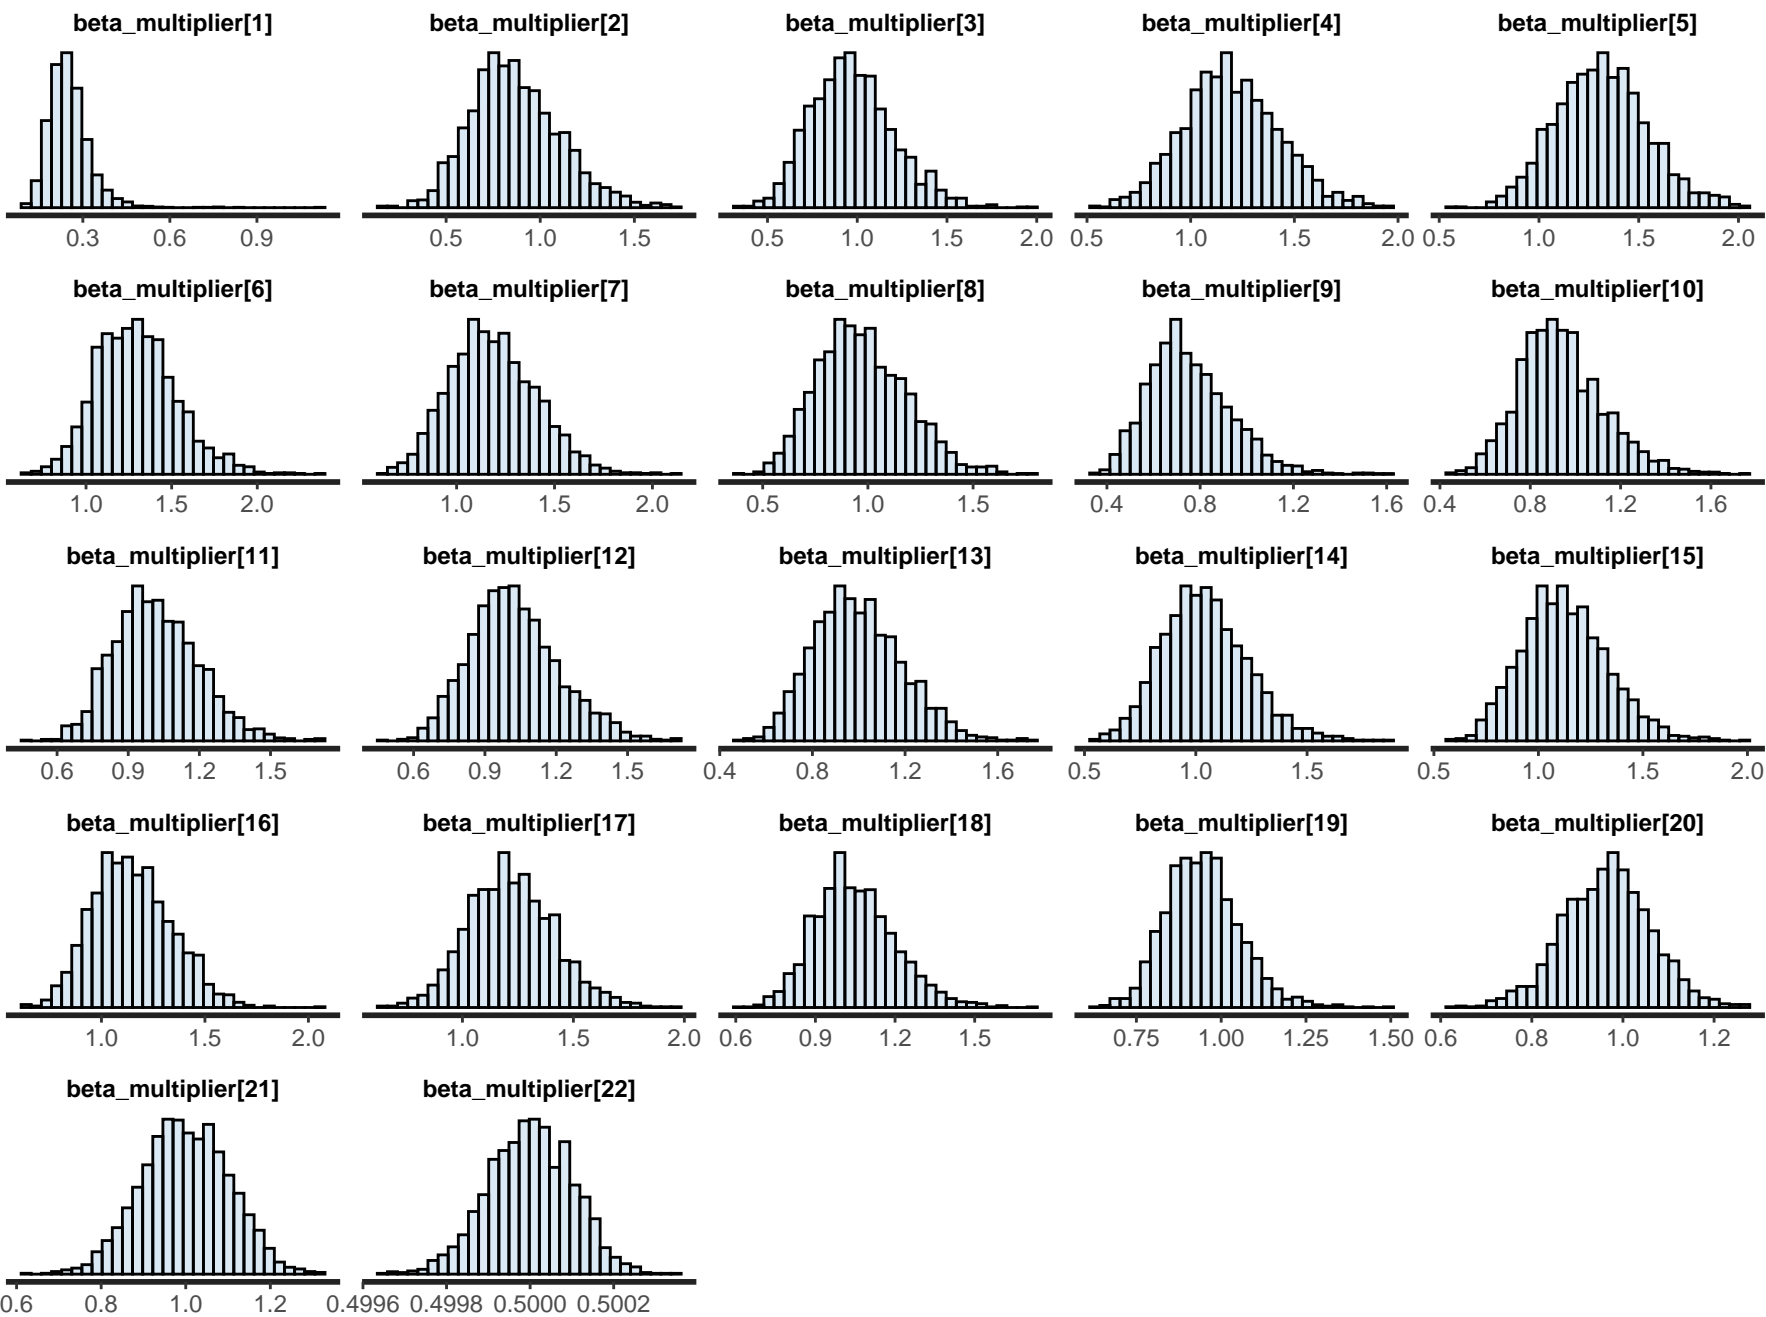 beta_multiplier[1] beta_multiplier[2] beta_multiplier[3] beta_multiplier[4] beta_multiplier[5]
0.3 0.6 0.9 0.5 1.0 1.5 0.5 1.0 1.5 2.0 0.5 1.0 1.5 2.0 0.5 1.0 1.5 2.0
beta_multiplier[6] beta_multiplier[7] beta_multiplier[8] beta_multiplier[9] beta_multiplier[10]
1.0 1.5 2.0 1.0 1.5 2.0 0.5 1.0 1.5 0.4 0.8 1.2 1.6 0.4 0.8 1.2 1.6
beta_multiplier[11] beta_multiplier[12] beta_multiplier[13] beta_multiplier[14] beta_multiplier[15]
0.6 0.9 1.2 1.5 0.6 0.9 1.2 1.5 0.4 0.8 1.2 1.6 0.5 1.0 1.5 0.5 1.0 1.5 2.0
beta_multiplier[16] beta_multiplier[17] beta_multiplier[18] beta_multiplier[19] beta_multiplier[20]
1.0 1.5 2.0 1.0 1.5 2.0 0.6 0.9 1.2 1.5 0.75 1.00 1.25 1.50 0.6 0.8 1.0 1.2
beta_multiplier[21] beta_multiplier[22]
0.6 0.8 1.0 1.2 0.4996 0.4998 0.5000 0.5002